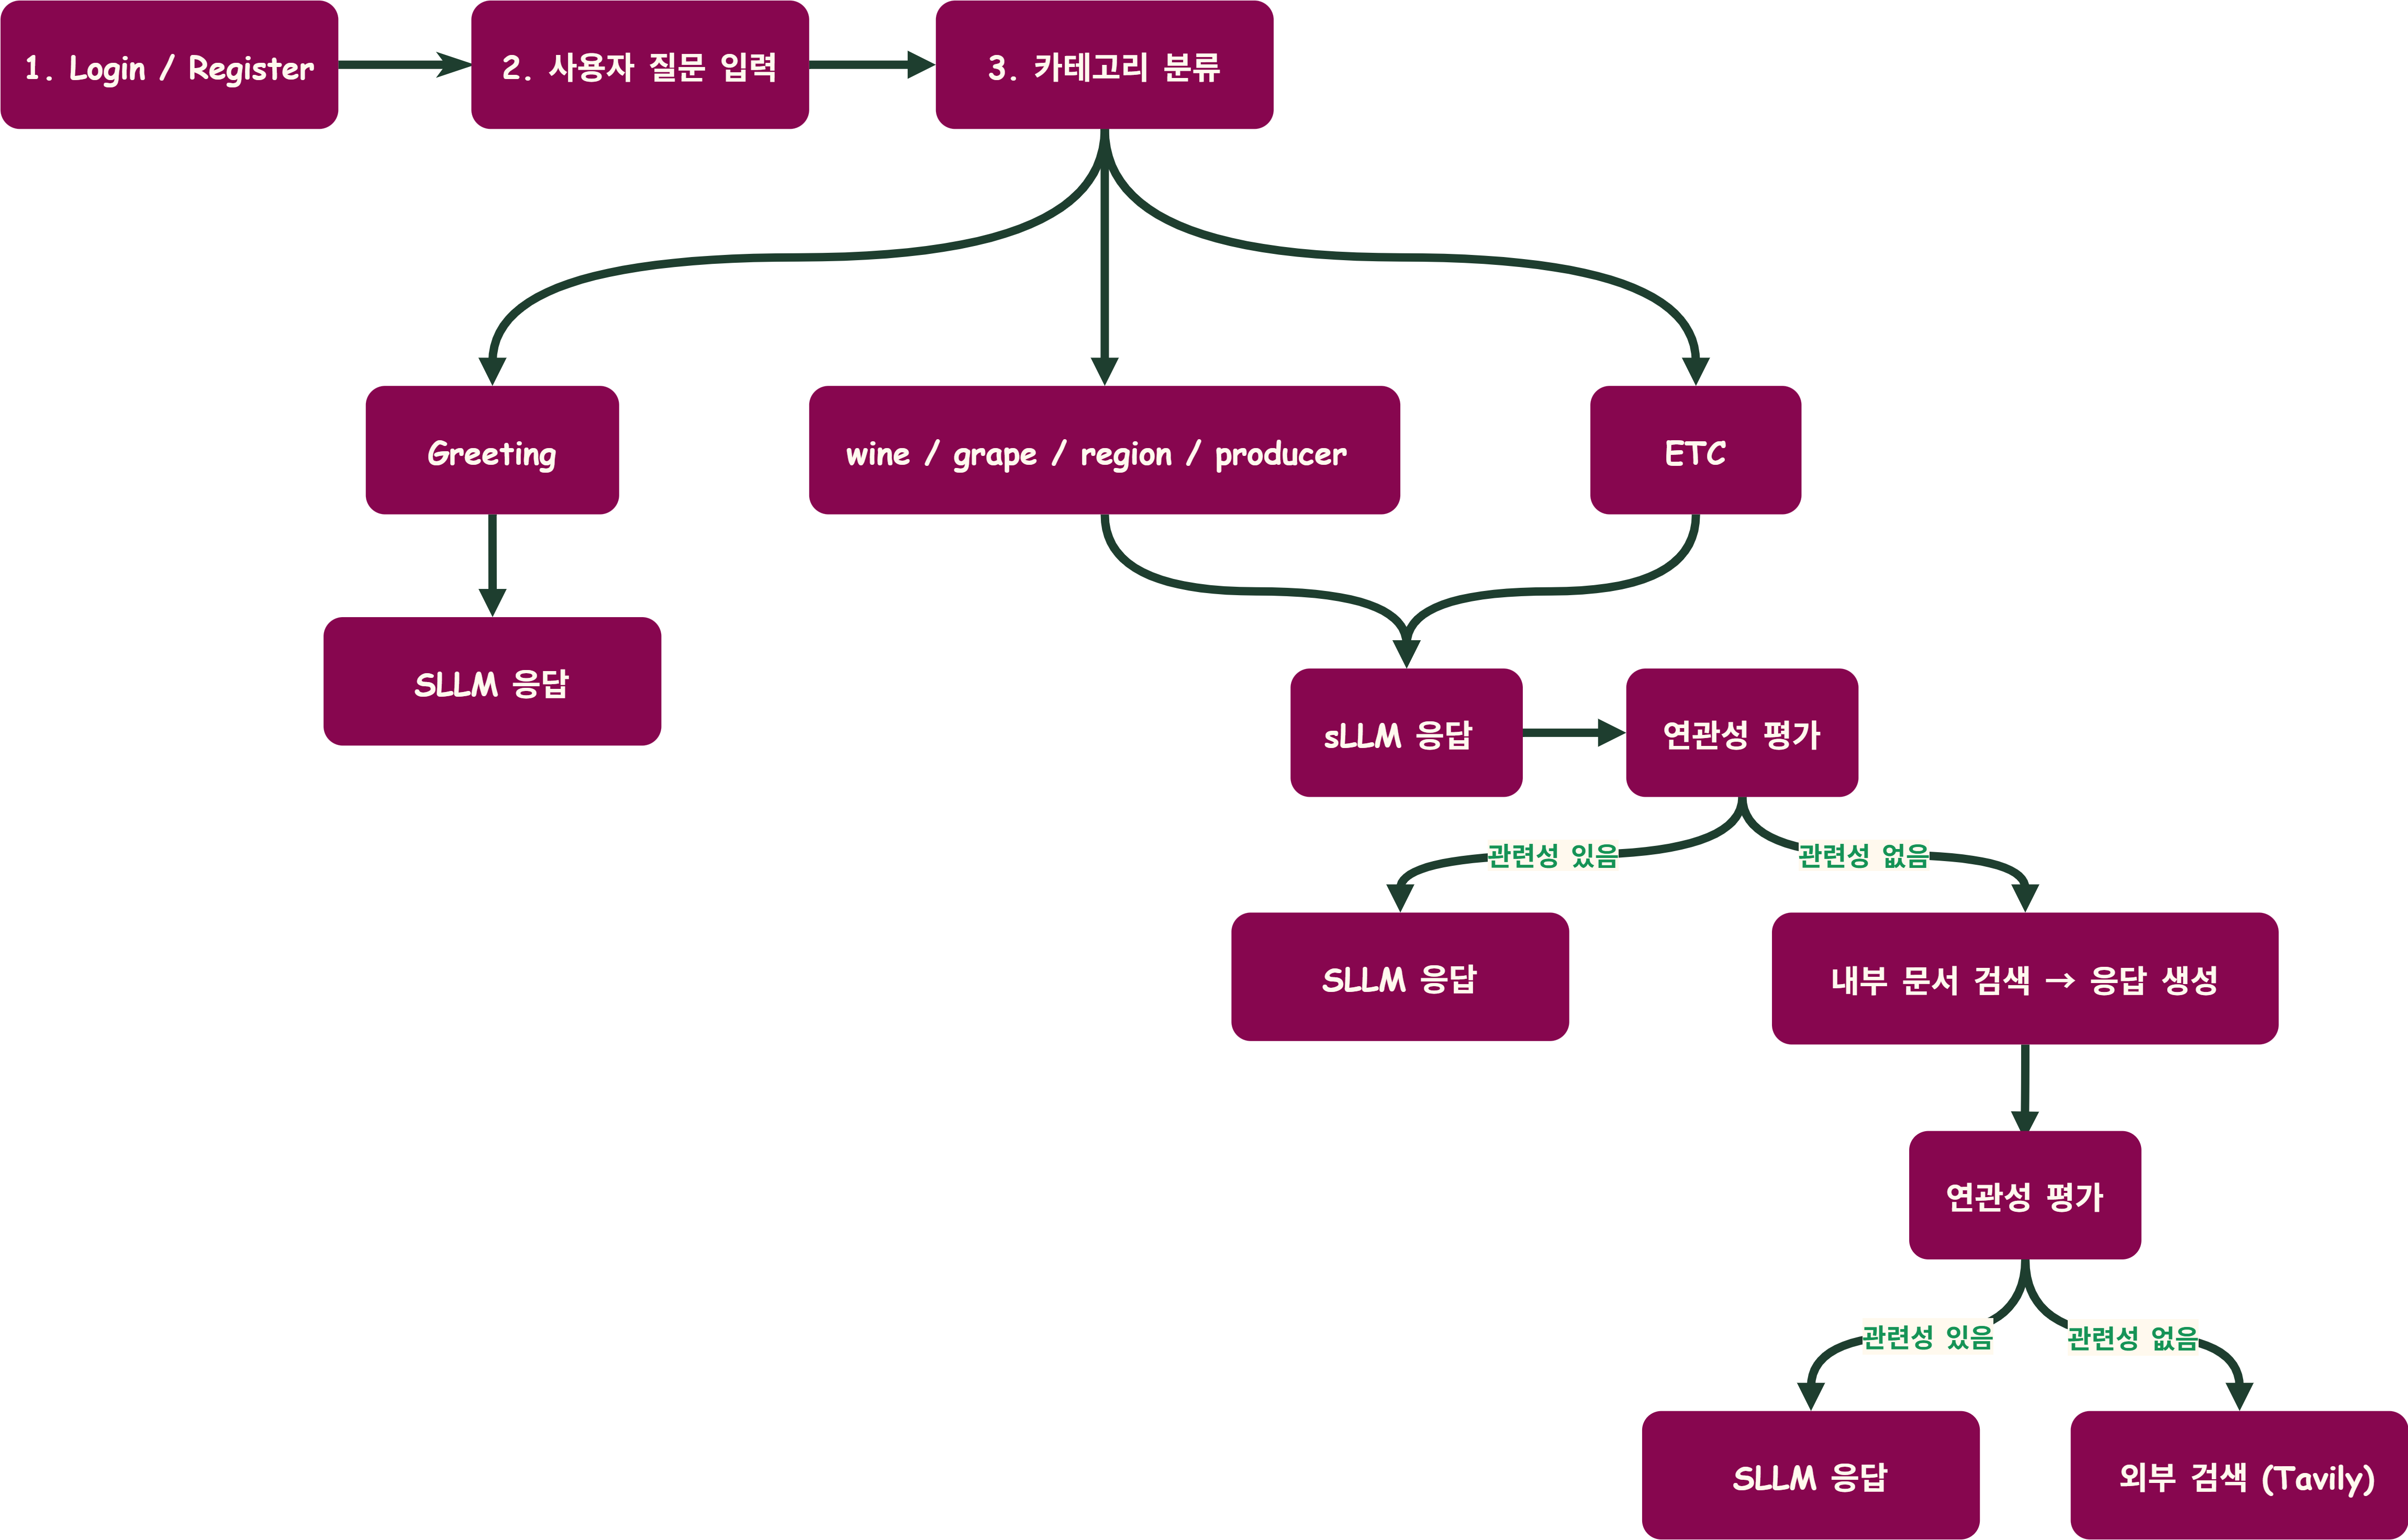 1. Login / Register
2. 사용자 질문 입력
3. 카테고리 분류
Greeting
wine / grape / region / producer
ETC
SLLM 응답
sLLM 응답
연관성 평가
관련성 있음
관련성 없음
SLLM 응답
내부 문서 검색 → 응답 생성
연관성 평가
관련성 있음
관련성 없음
SLLM 응답
외부 검색 (Tavily)